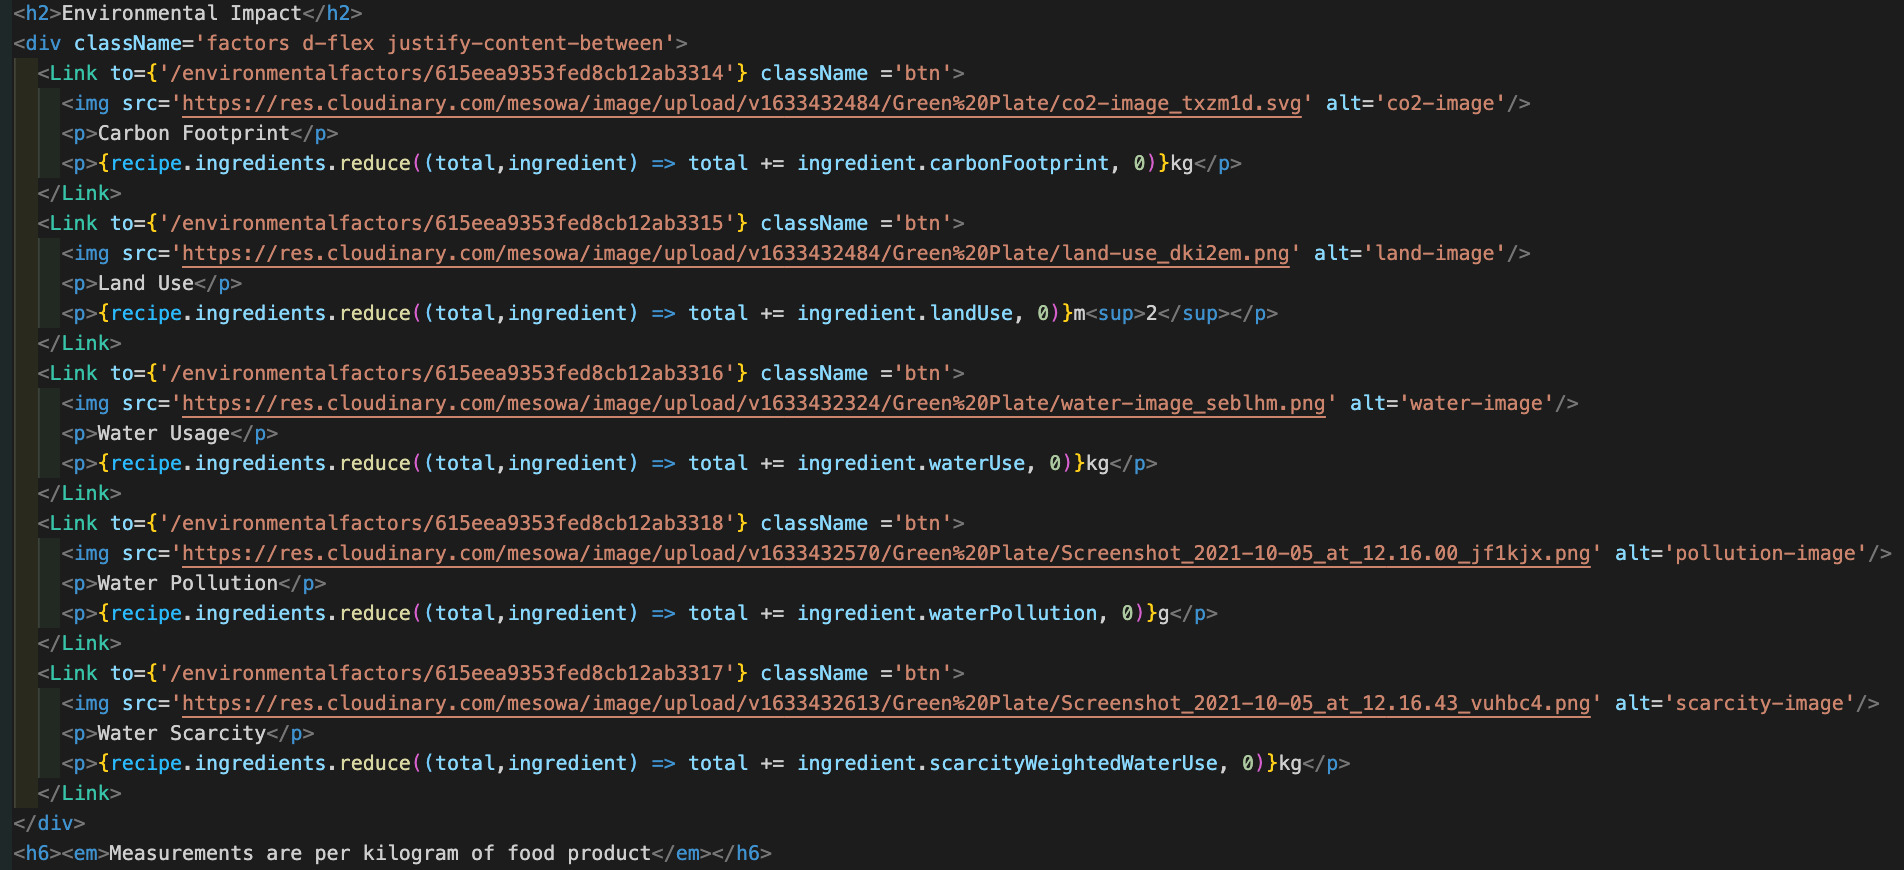 <h2>Environmental Impact</h2>
<div className='factors d-flex justify-content-between'>
<Link to={'/environmentalfactors/615eea9353fed8cb12ab3314'} className ='btn'>
<img src='https://res.cloudinary.com/mesowa/image/upload/v1633432484/Green%20Plate/co2-image_txzm1d.svg' alt='co2-image'/>
<p>Carbon Footprint</p>
<p>{recipe.ingredients.reduce((total,ingredient) => total += ingredient.carbonFootprint, 0)}kg</p>
</Link>
<Link to={'/environmentalfactors/615eea9353fed8cb12ab3315'} className ='btn'>
<img src='https://res.cloudinary.com/mesowa/image/upload/v1633432484/Green%20Plate/land-use_dki2em.png' alt='land-image'/>
<p>Land Use</p>
<p>{recipe.ingredients.reduce((total,ingredient) => total += ingredient.landUse, 0)}m<sup>2</sup></p>
</Link>
<Link to={'/environmentalfactors/615eea9353fed8cb12ab3316'} className ='btn'>
<img src='https://res.cloudinary.com/mesowa/image/upload/v1633432324/Green%20Plate/water-image_seblhm.png' alt='water-image'/>
<p>Water Usage</p>
<p>{recipe.ingredients.reduce((total,ingredient) => total += ingredient.waterUse, 0)}kg</p>
</Link>
<Link to={'/environmentalfactors/615eea9353fed8cb12ab3318'} className ='btn'>
<img src='https://res.cloudinary.com/mesowa/image/upload/v1633432570/Green%20Plate/Screenshot_2021-10-05_at_12.16.00_jf1kjx.png' alt='pollution-image'/>
<p>Water Pollution</p>
<p>{recipe.ingredients.reduce((total,ingredient) => total += ingredient.waterPollution, 0)}g</p>
</Link>
<Link to={'/environmentalfactors/615eea9353fed8cb12ab3317'} className ='btn'>
<img src='https://res.cloudinary.com/mesowa/image/upload/v1633432613/Green%20Plate/Screenshot_2021-10-05_at_12.16.43_vuhbc4.png' alt='scarcity-image'/>
<p>Water Scarcity</p>
<p>{recipe.ingredients.reduce((total,ingredient) => total += ingredient.scarcityWeightedWaterUse, 0)}kg</p>
</Link>
</div>
<h6><em>Measurements are per kilogram of food product</em></h6>